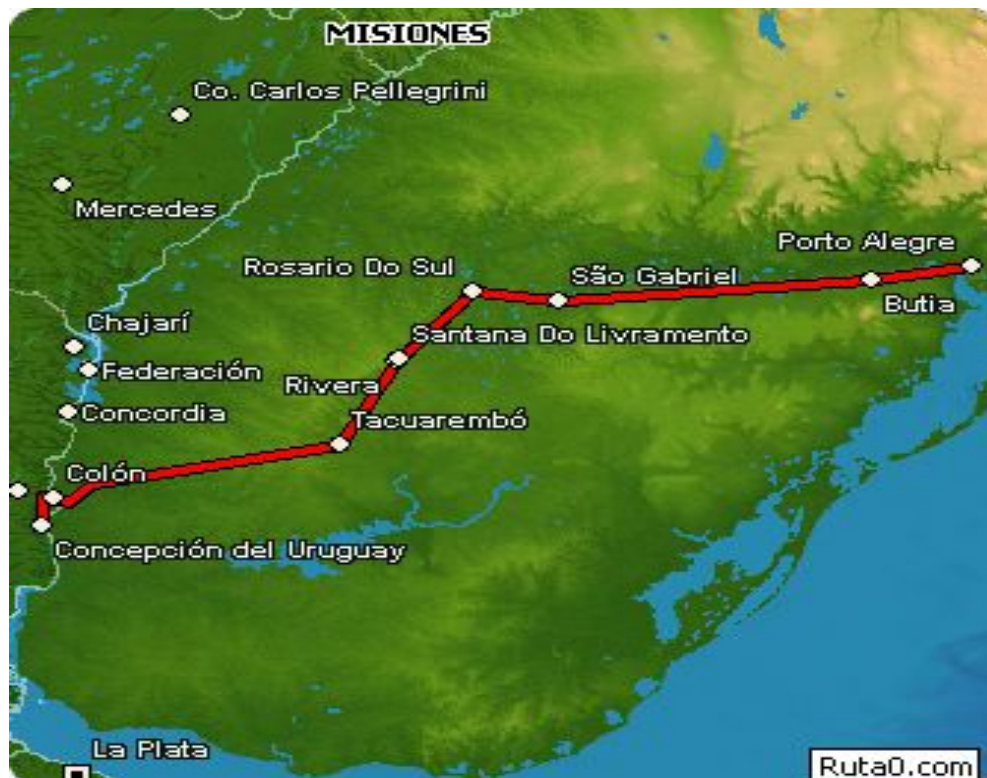 MISIONES
Co. Carlos Pellegrini
Mercedes
Porto Alegre
Rosario Do Sul
São Gabriel
Butia
Chajarí
Santana Do Livramento
Federación
Rivera
Concordia
Tacuarembó
Colón
Concepción del Uruguay
La Plata
Ruta0.com